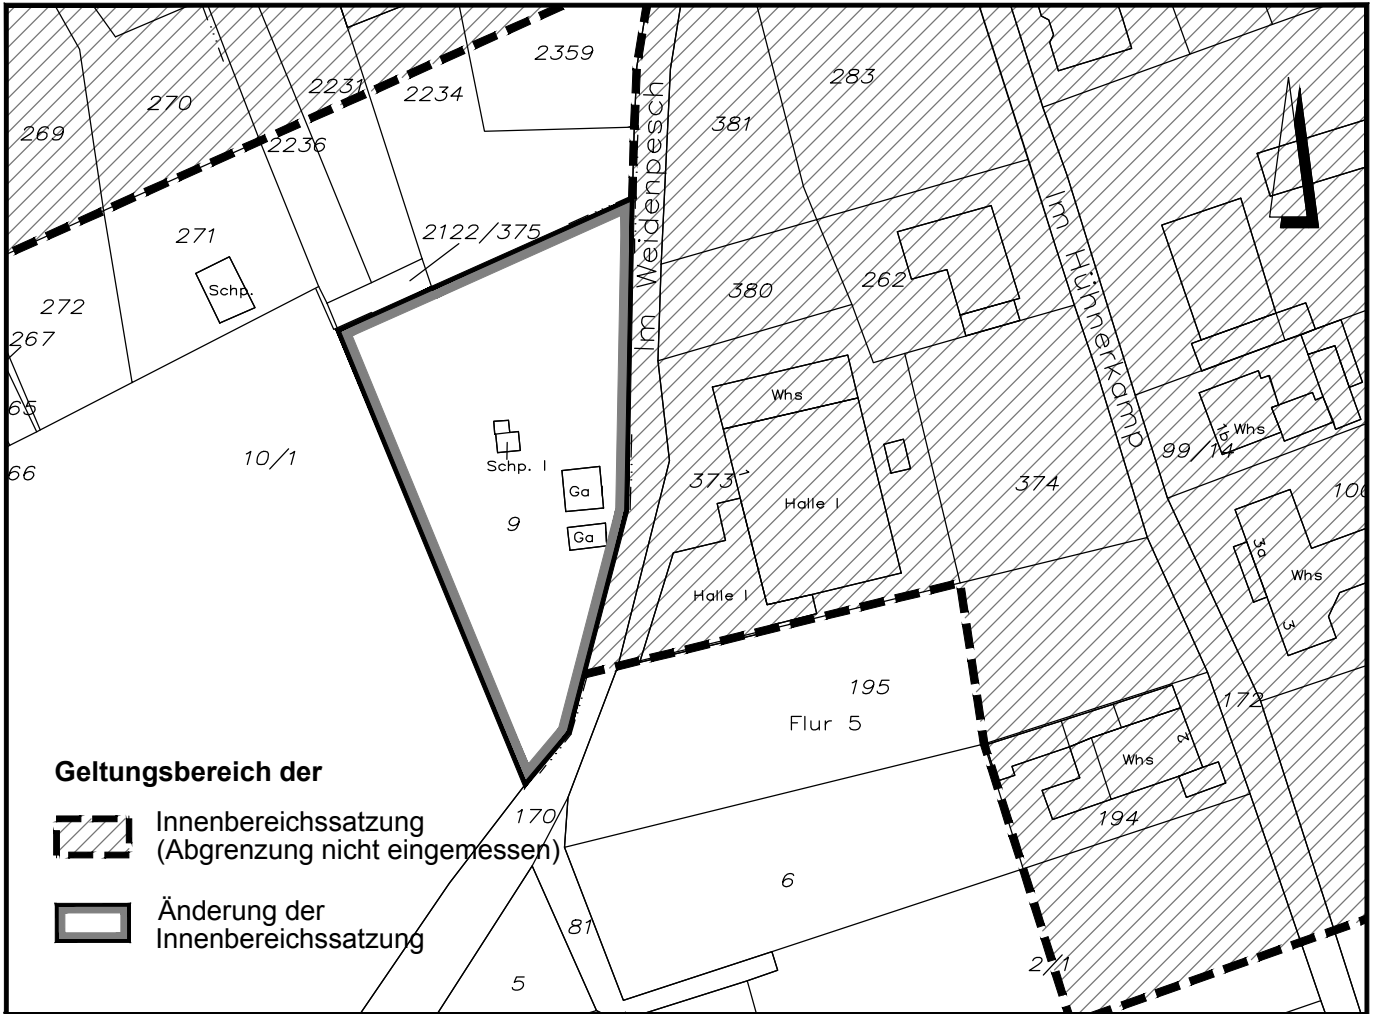 2359
283
2231
2234
270
381
269
2236
Im Weidenpesch
271
2122/375
Im Hühnerkamp
262
380
Schp.
272
267
Whs
65
1b
Whs
99/14
10/1
66
Schp. I
Ga
373
1
374
Halle I
9
Ga
3a
Whs
Halle I
3
195
172
Flur 5
2
Whs
Geltungsbereich der
Innenbereichssatzung
(Abgrenzung nicht eingemessen)
170
194
6
Änderung der
Innenbereichssatzung
81
2/1
5